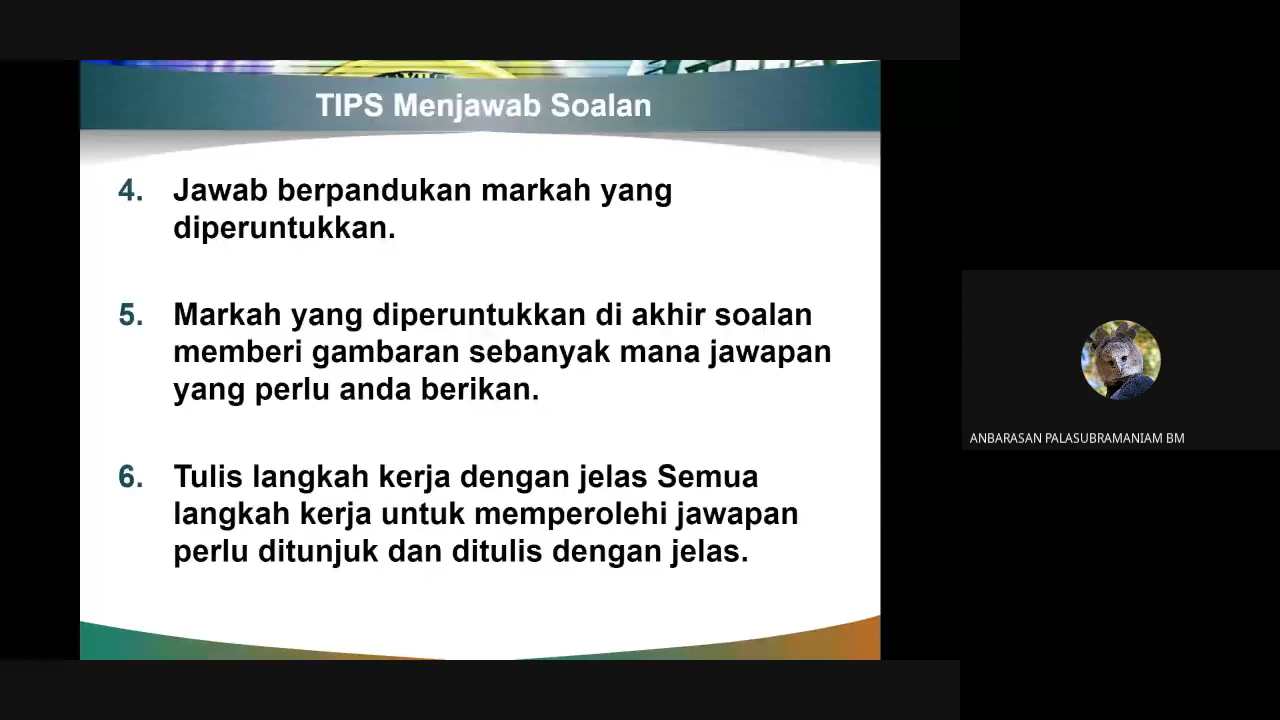 TIPS Menjawab Soalan
4. Jawab berpandukan markah yang
diperuntukkan.
5. Markah yang diperuntukkan di akhir soalan
memberi gambaran sebanyak mana jawapan
yang perlu anda berikan.
6. Tulis langkah kerja dengan jelas Semua
langkah kerja untuk memperolehi jawapan
perlu ditunjuk dan ditulis dengan jelas.
ANBARASAN PALASUBRAMANIAM BM